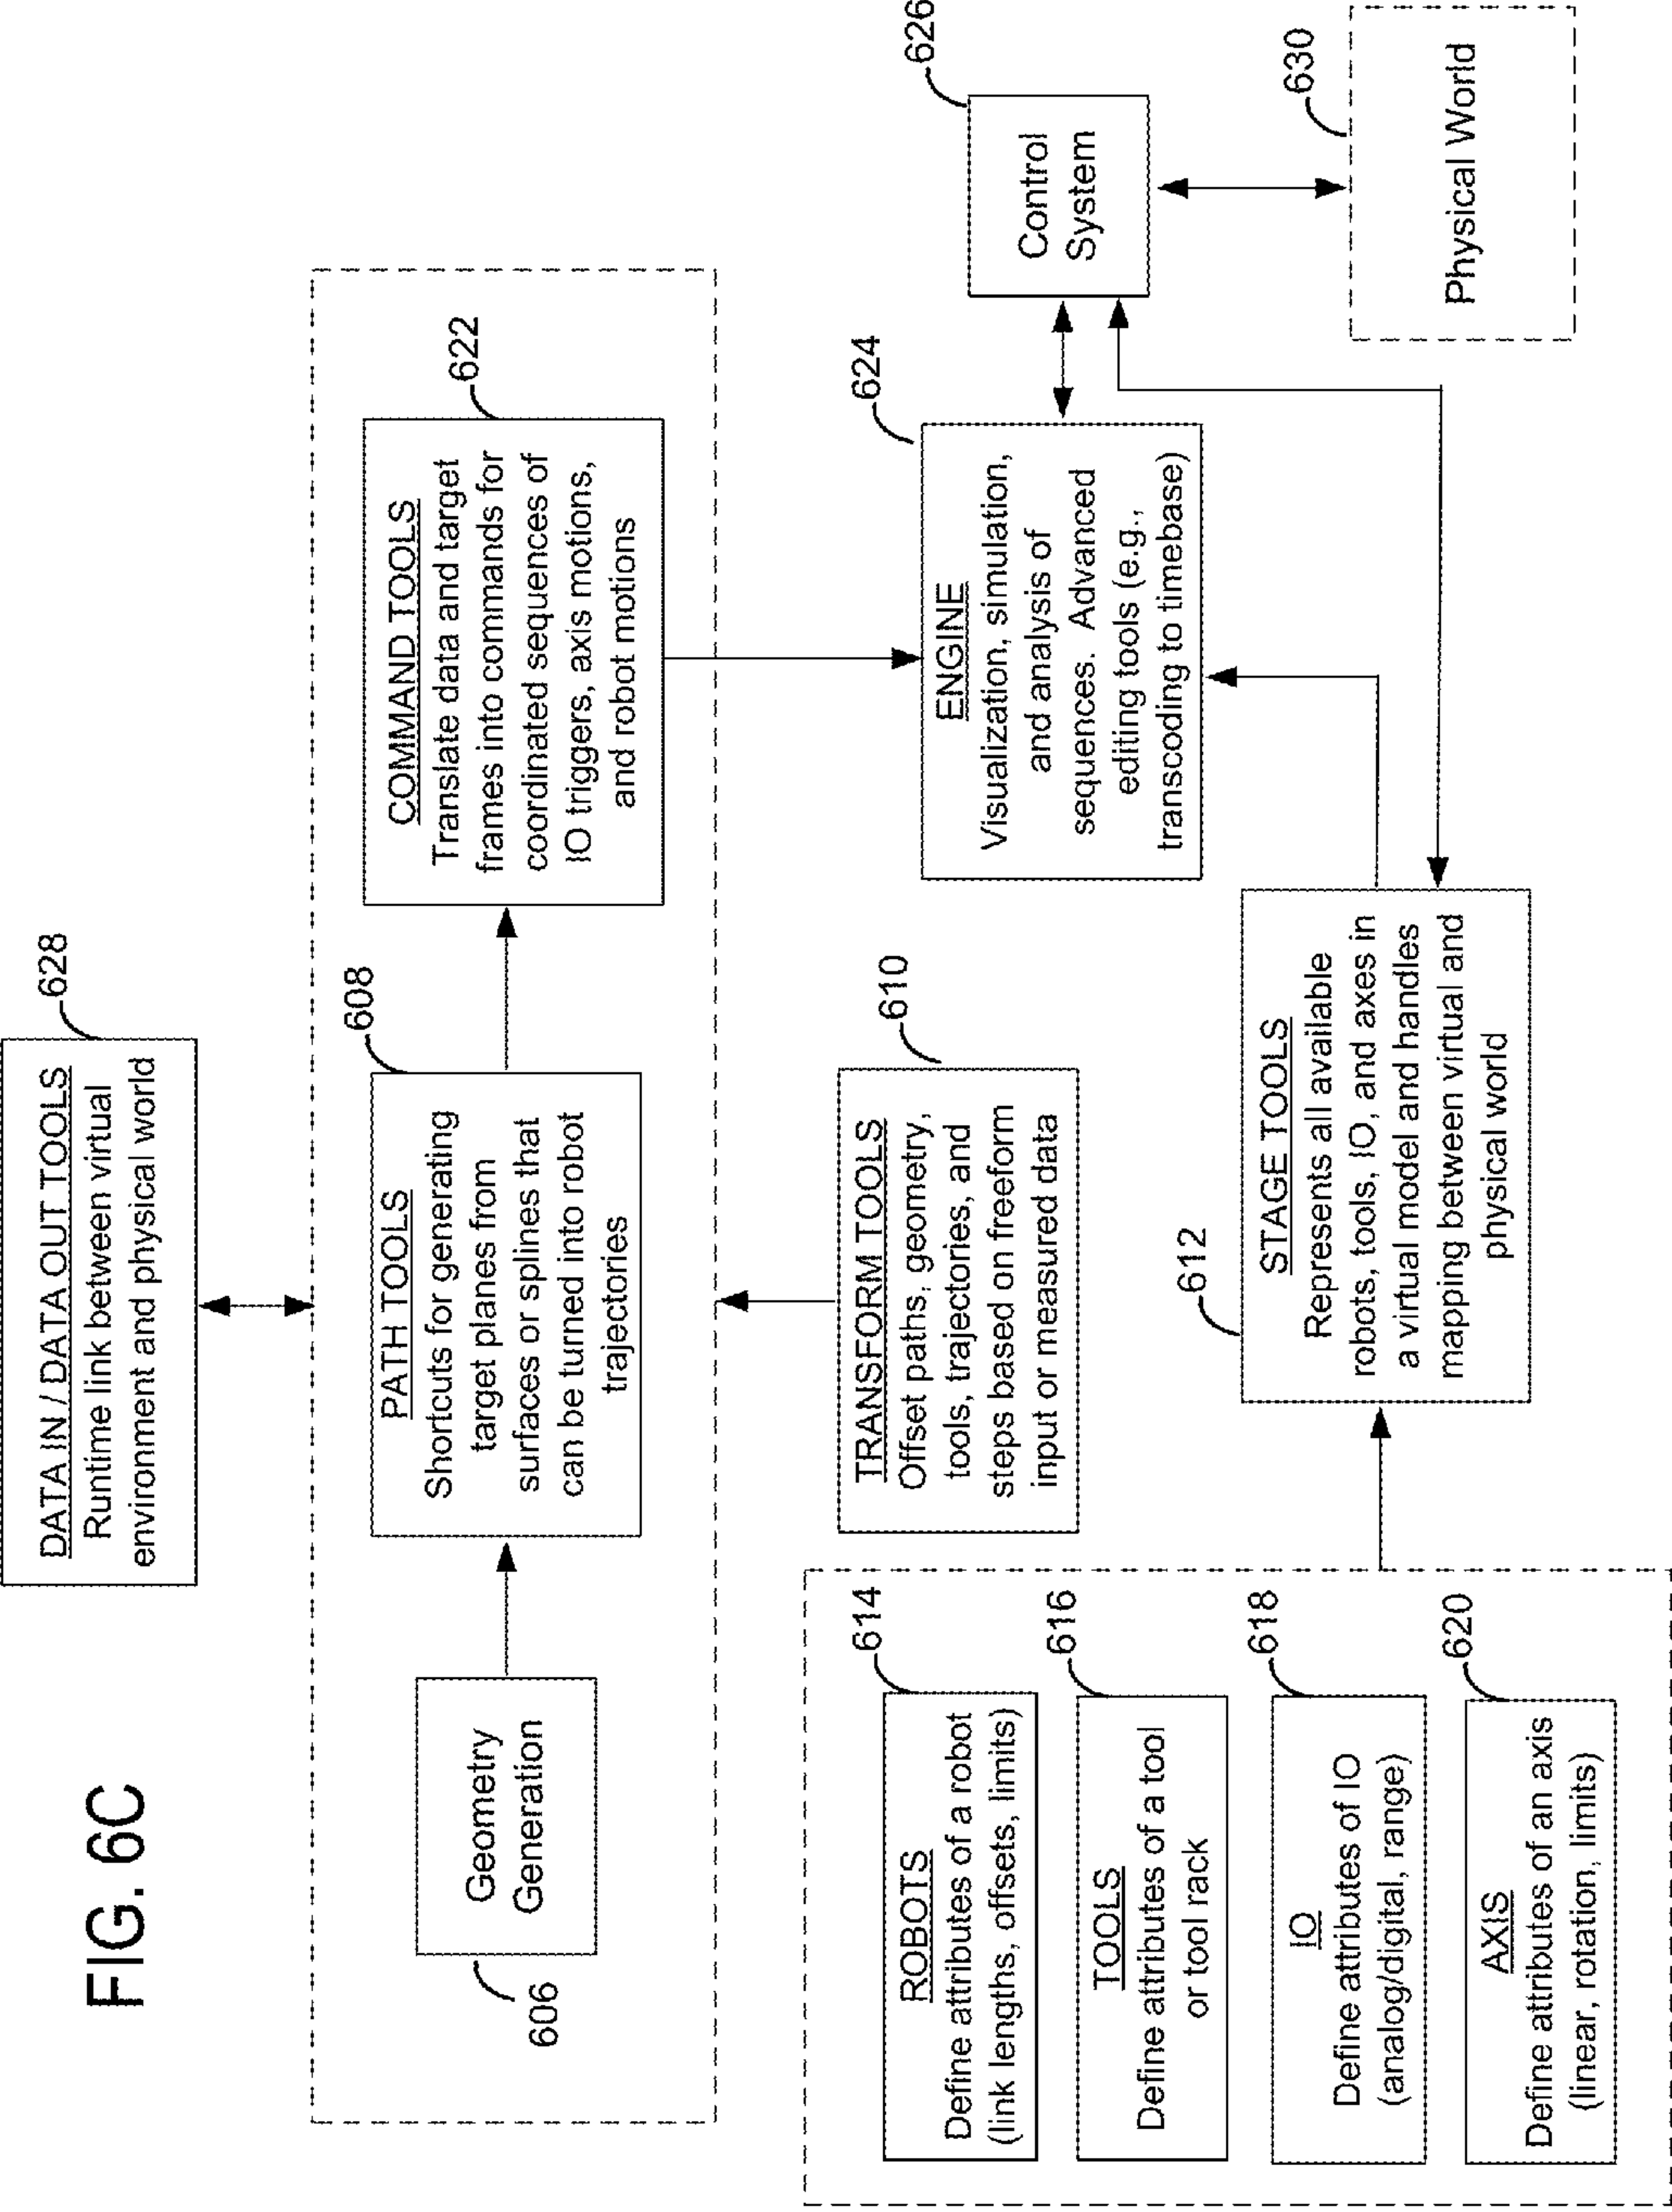 FIG. 6C
DATA IN / DATA OUT TOOLS
Runtime link between virtual
environment and physical world
628
Geometry
Generation
606
PATH TOOLS
Shortcuts for generating
target planes from
surfaces or splines that
can be turned into robot
trajectories
608
COMMAND TOOLS
Translate data and target
frames into commands for
coordinated sequences of
IO triggers, axis motions,
and robot motions
622
TRANSFORM TOOLS
Offset paths, geometry,
tools, trajectories, and
steps based on freeform
input or measured data
610
ENGINE
Visualization, simulation,
and analysis of
sequences. Advanced
editing tools (e.g.,
transcoding to timebase)
624
Control
System
626
Physical World
630
ROBOTS
Define attributes of a robot
(link lengths, offsets, limits)
614
TOOLS
Define attributes of a tool
or tool rack
616
IO
Define attributes of IO
(analog/digital, range)
618
AXIS
Define attributes of an axis
(linear, rotation, limits)
620
STAGE TOOLS
Represents all available
robots, tools, IO, and axes in
a virtual model and handles
mapping between virtual and
physical world
612